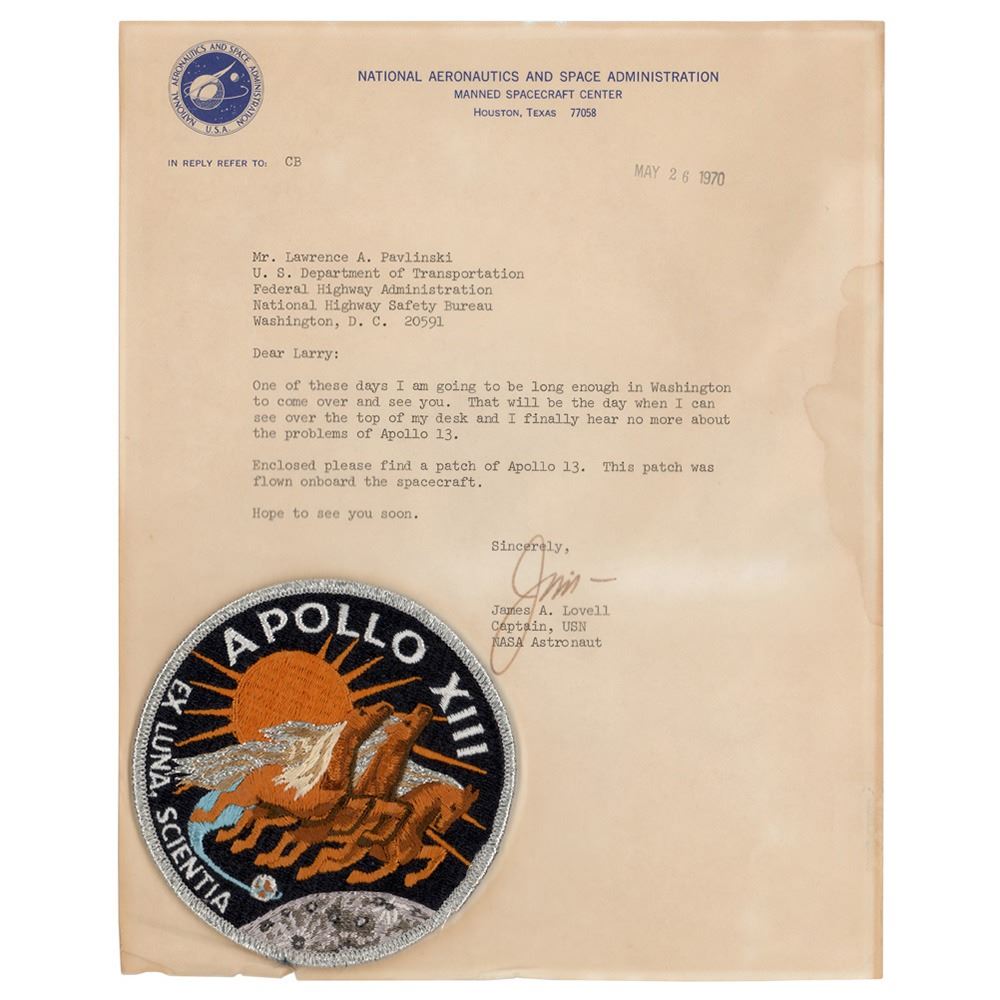 NATIONAL AERONAUTICS AND SPACE ADMINISTRATION
U.S.A.
NATIONAL AERONAUTICS AND SPACE ADMINISTRATION
MANNED SPACECRAFT CENTER
HOUSTON, TEXAS 77058
IN REPLY REFER TO: CB
MAY 26 1970
Mr. Lawrence A. Pavlinski
U. S. Department of Transportation
Federal Highway Administration
National Highway Safety Bureau
Washington, D. C. 20591
Dear Larry:
One of these days I am going to be long enough in Washington
to come over and see you. That will be the day when I can
see over the top of my desk and I finally hear no more about
the problems of Apollo 13.
Enclosed please find a patch of Apollo 13. This patch was
flown onboard the spacecraft.
Hope to see you soon.
Sincerely,
Jim
James A. Lovell
Captain, USN
NASA Astronaut
APOLLO XIII
EX LUNA, SCIENTIA